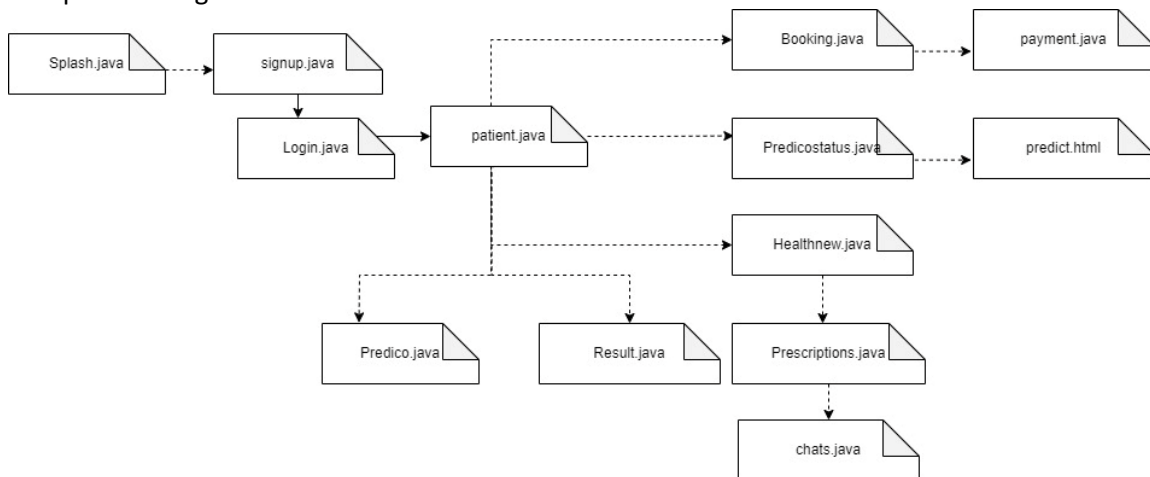 Splash.java
signup.java
Booking.java
payment.java
Login.java
patient.java
Predicostatus.java
predict.html
Healthnew.java
Predico.java
Result.java
Prescriptions.java
chats.java